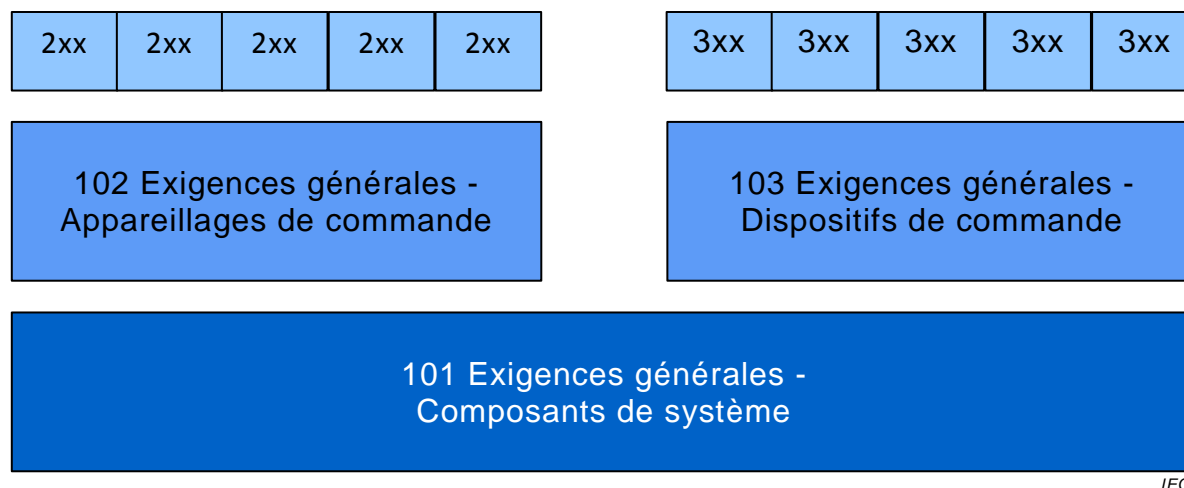 2xx 2xx 2xx 2xx 2xx 3xx 3xx 3xx 3xx 3xx
102 Exigences générales -
Appareillages de commande
103 Exigences générales -
Dispositifs de commande
101 Exigences générales -
Composants de système
IEC